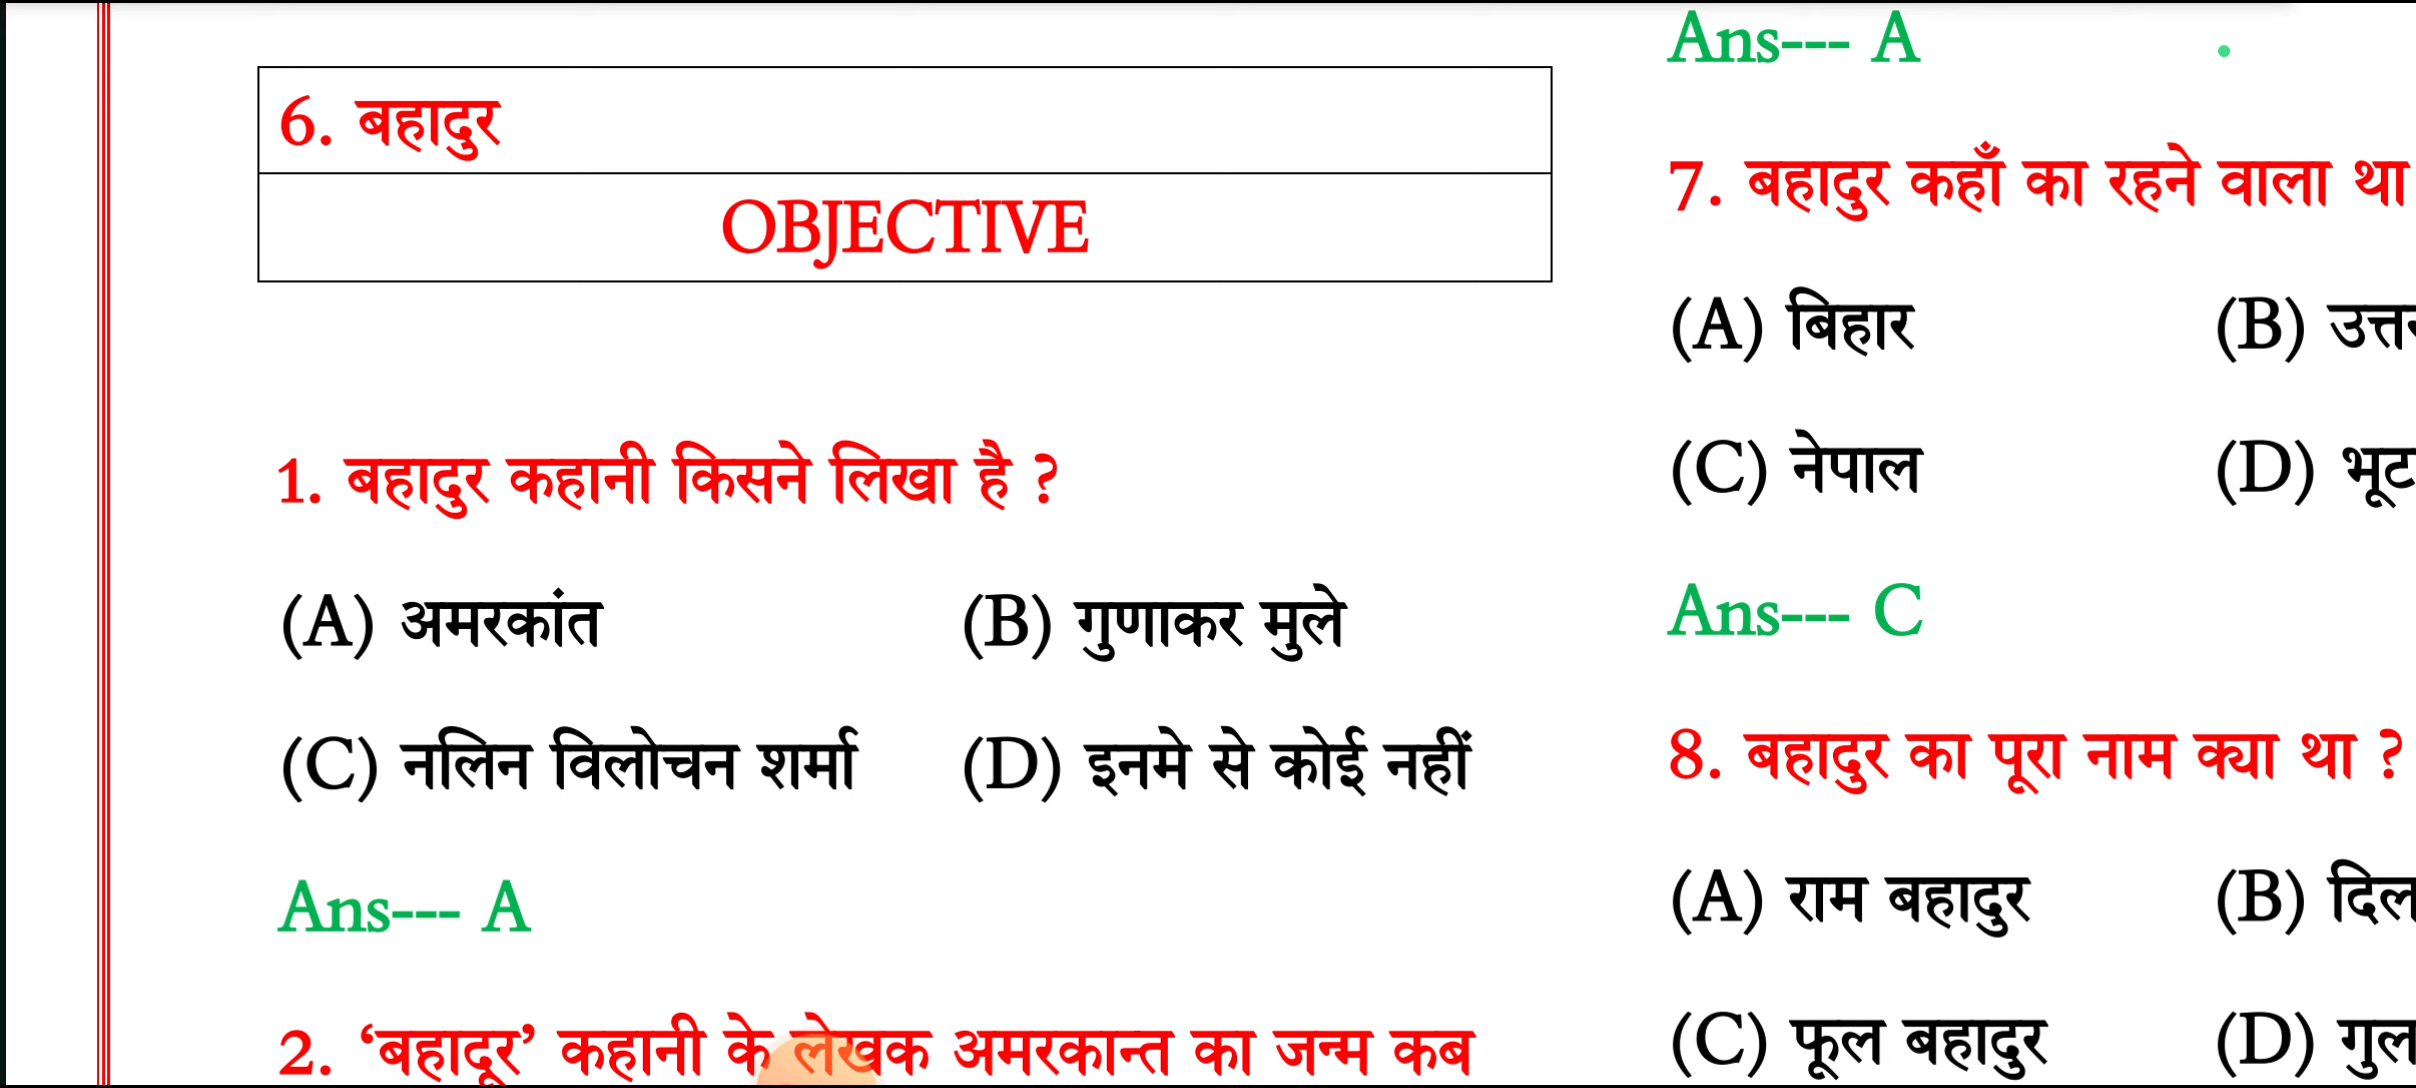 6. बहादुर
OBJECTIVE
1. बहादुर कहानी किसने लिखा है ?
(A) अमरकांत (B) गुणाकर मुले
(C) नलिन विलोचन शर्मा (D) इनमे से कोई नहीं
Ans--- A
2. ‘बहादूर’ कहानी के लेखक अमरकान्त का जन्म कब
Ans--- A
7. बहादुर कहाँ का रहने वाला था
(A) बिहार (B)
(C) नेपाल (D)
Ans--- C
8. बहादुर का पूरा नाम क्या था ?
(A) राम बहादुर (B)
(C) फूल बहादुर (D)